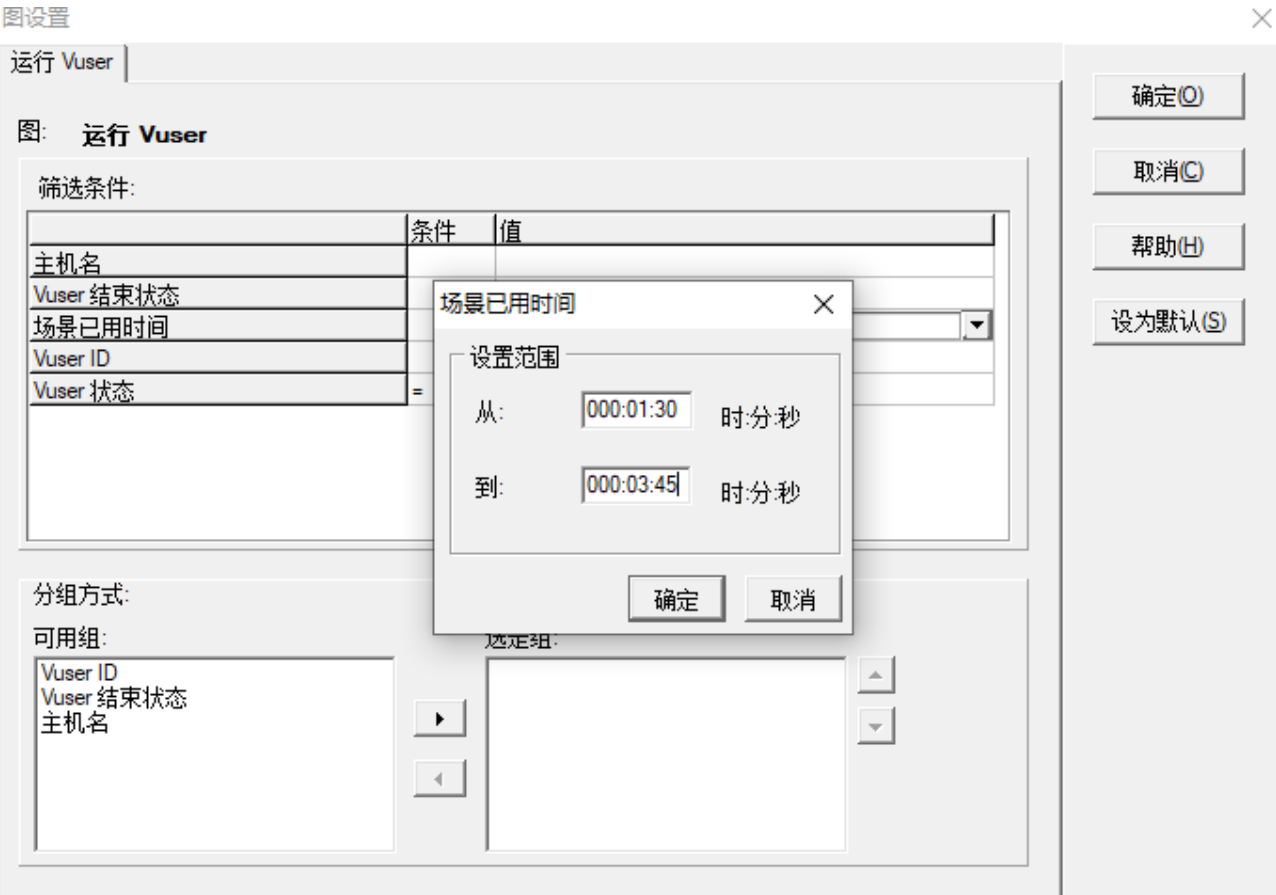 图设置
运行 Vuser
确定(O)
图: 运行 Vuser
取消(C)
筛选条件:
条件 值
帮助(H)
主机名
Vuser 结束状态
场景已用时间
设为默认(S)
Vuser ID
Vuser 状态 =
场景已用时间
设置范围
从: 000:01:30 时:分:秒
到: 000:03:45 时:分:秒
确定 取消
分组方式:
可用组: 选定组:
Vuser ID
Vuser 结束状态
主机名